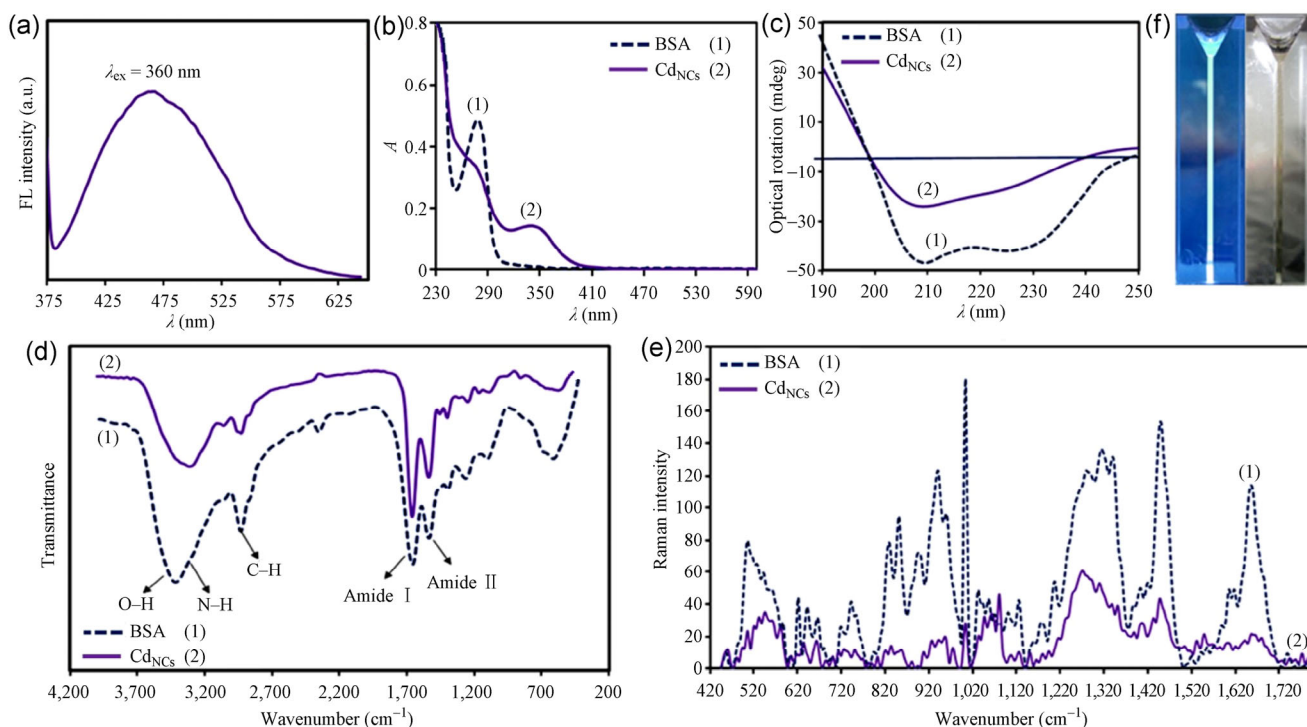 (a)
FL intensity (a.u.)
λex = 360 nm
375 425 475 525 575 625
λ (nm)
(b)
A
0.8
0.6
0.4
0.2
0
BSA (1)
CdNCs (2)
(1)
(2)
230 290 350 410 470 530 590
λ (nm)
(c)
Optical rotation (mdeg)
50
30
10
−10
−30
−50
BSA (1)
CdNCs (2)
(2)
(1)
190 200 210 220 230 240 250
λ (nm)
(f)
(d)
Transmittance
(2)
(1)
O–H
N–H
C–H
Amide Ⅰ
Amide Ⅱ
BSA (1)
CdNCs (2)
4,200 3,700 3,200 2,700 2,200 1,700 1,200 700 200
Wavenumber (cm−1)
(e)
Raman intensity
200
180
160
140
120
100
80
60
40
20
0
BSA (1)
CdNCs (2)
(1)
(2)
420 520 620 720 820 920 1,020 1,120 1,220 1,320 1,420 1,520 1,620 1,720
Wavenumber (cm−1)